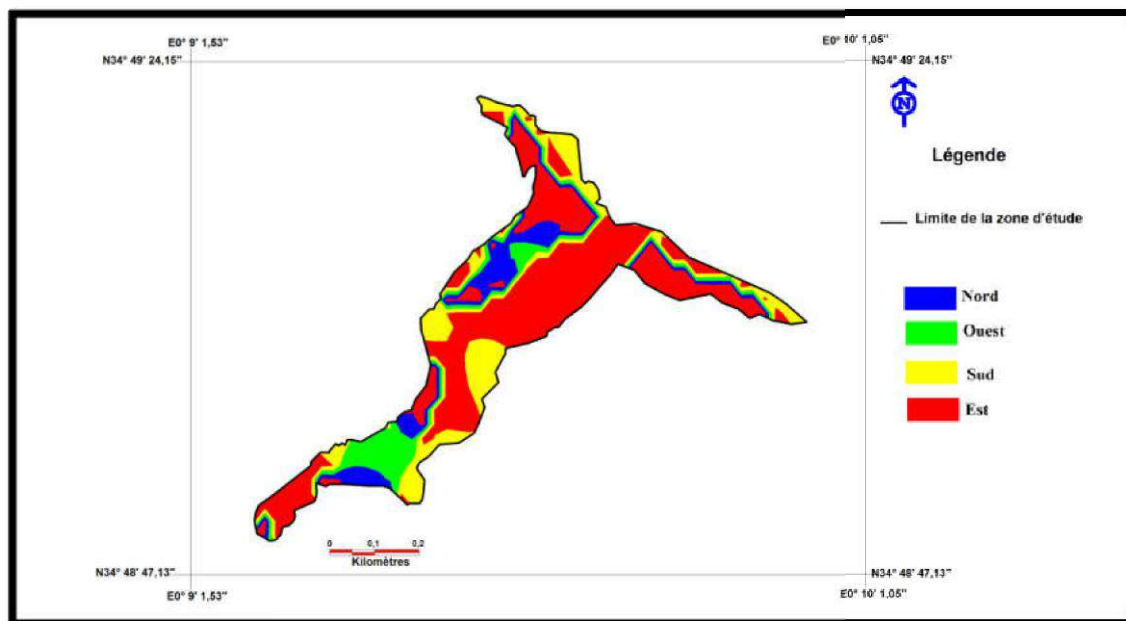 E0° 9' 1,53"
E0° 10' 1,05"
N34° 49' 24,15"
N34° 49' 24,15"
N
Légende
Limite de la zone d'étude
Nord
Ouest
Sud
Est
0 0,1 0,2
Kilomètres
N34° 48' 47,13"
N34° 48' 47,13"
E0° 9' 1,53"
E0° 10' 1,05"